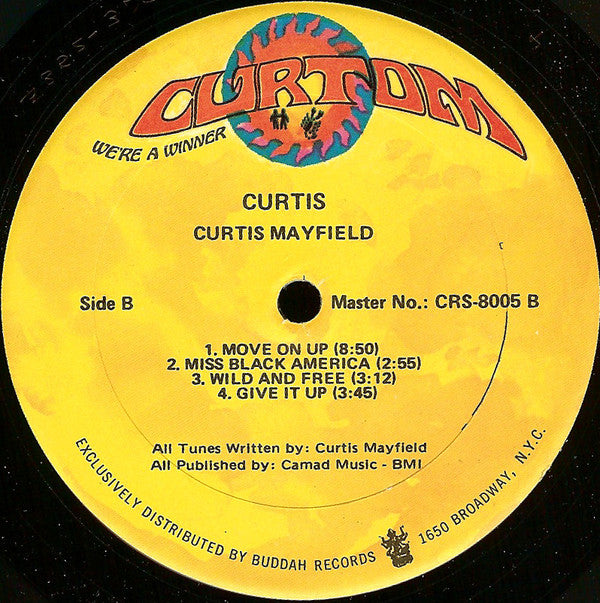 CURTOM
WE'RE A WINNER
CURTIS
CURTIS MAYFIELD
Side B
Master No.: CRS-8005 B
1. MOVE ON UP (8:50)
2. MISS BLACK AMERICA (2:55)
3. WILD AND FREE (3:12)
4. GIVE IT UP (3:45)
All Tunes Written by: Curtis Mayfield
All Published by: Camad Music - BMI
EXCLUSIVELY DISTRIBUTED BY BUDDAH RECORDS 1650 BROADWAY, N.Y.C.